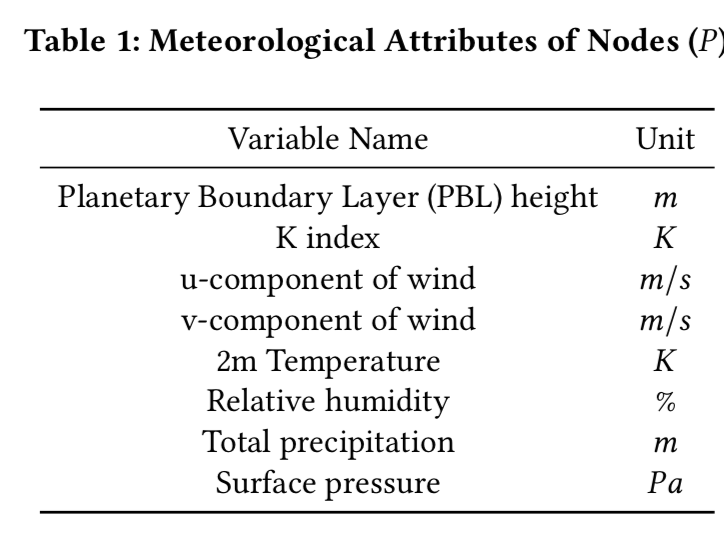 Table 1: Meteorological Attributes of Nodes (P)
Variable Name Unit
Planetary Boundary Layer (PBL) height m
K index K
u-component of wind m/s
v-component of wind m/s
2m Temperature K
Relative humidity %
Total precipitation m
Surface pressure Pa